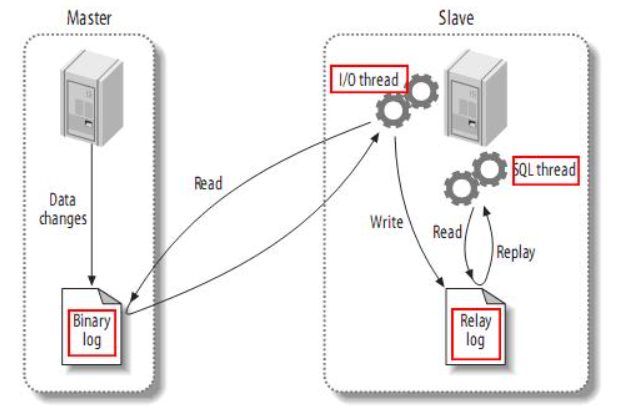 Master
Slave
I/O thread
Read
SQL thread
Data
changes
Write
Read
Replay
Binary
log
Relay
log